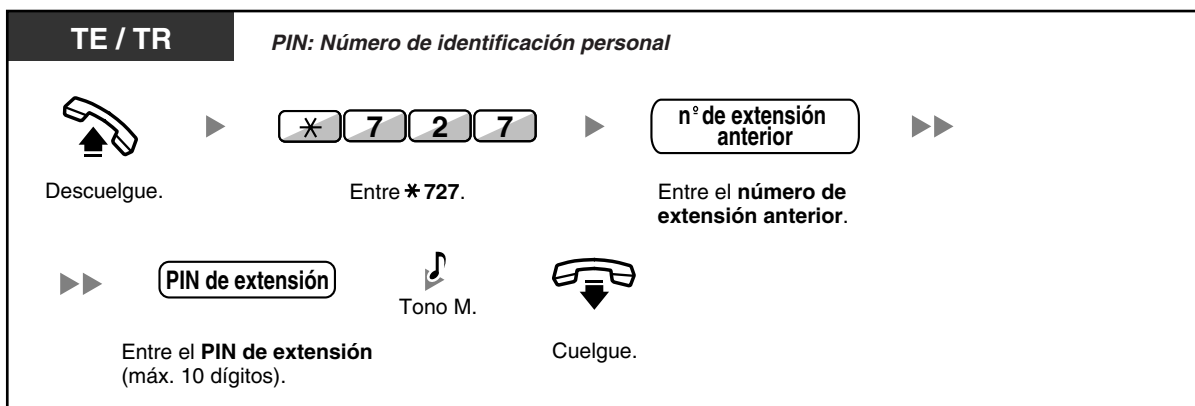 TE / TR
PIN: Número de identificación personal
* 7 2 7
nº de extensión
anterior
Descuelgue.
Entre * 727.
Entre el número de
extensión anterior.
PIN de extensión
Tono M.
Entre el PIN de extensión
(máx. 10 dígitos).
Cuelgue.